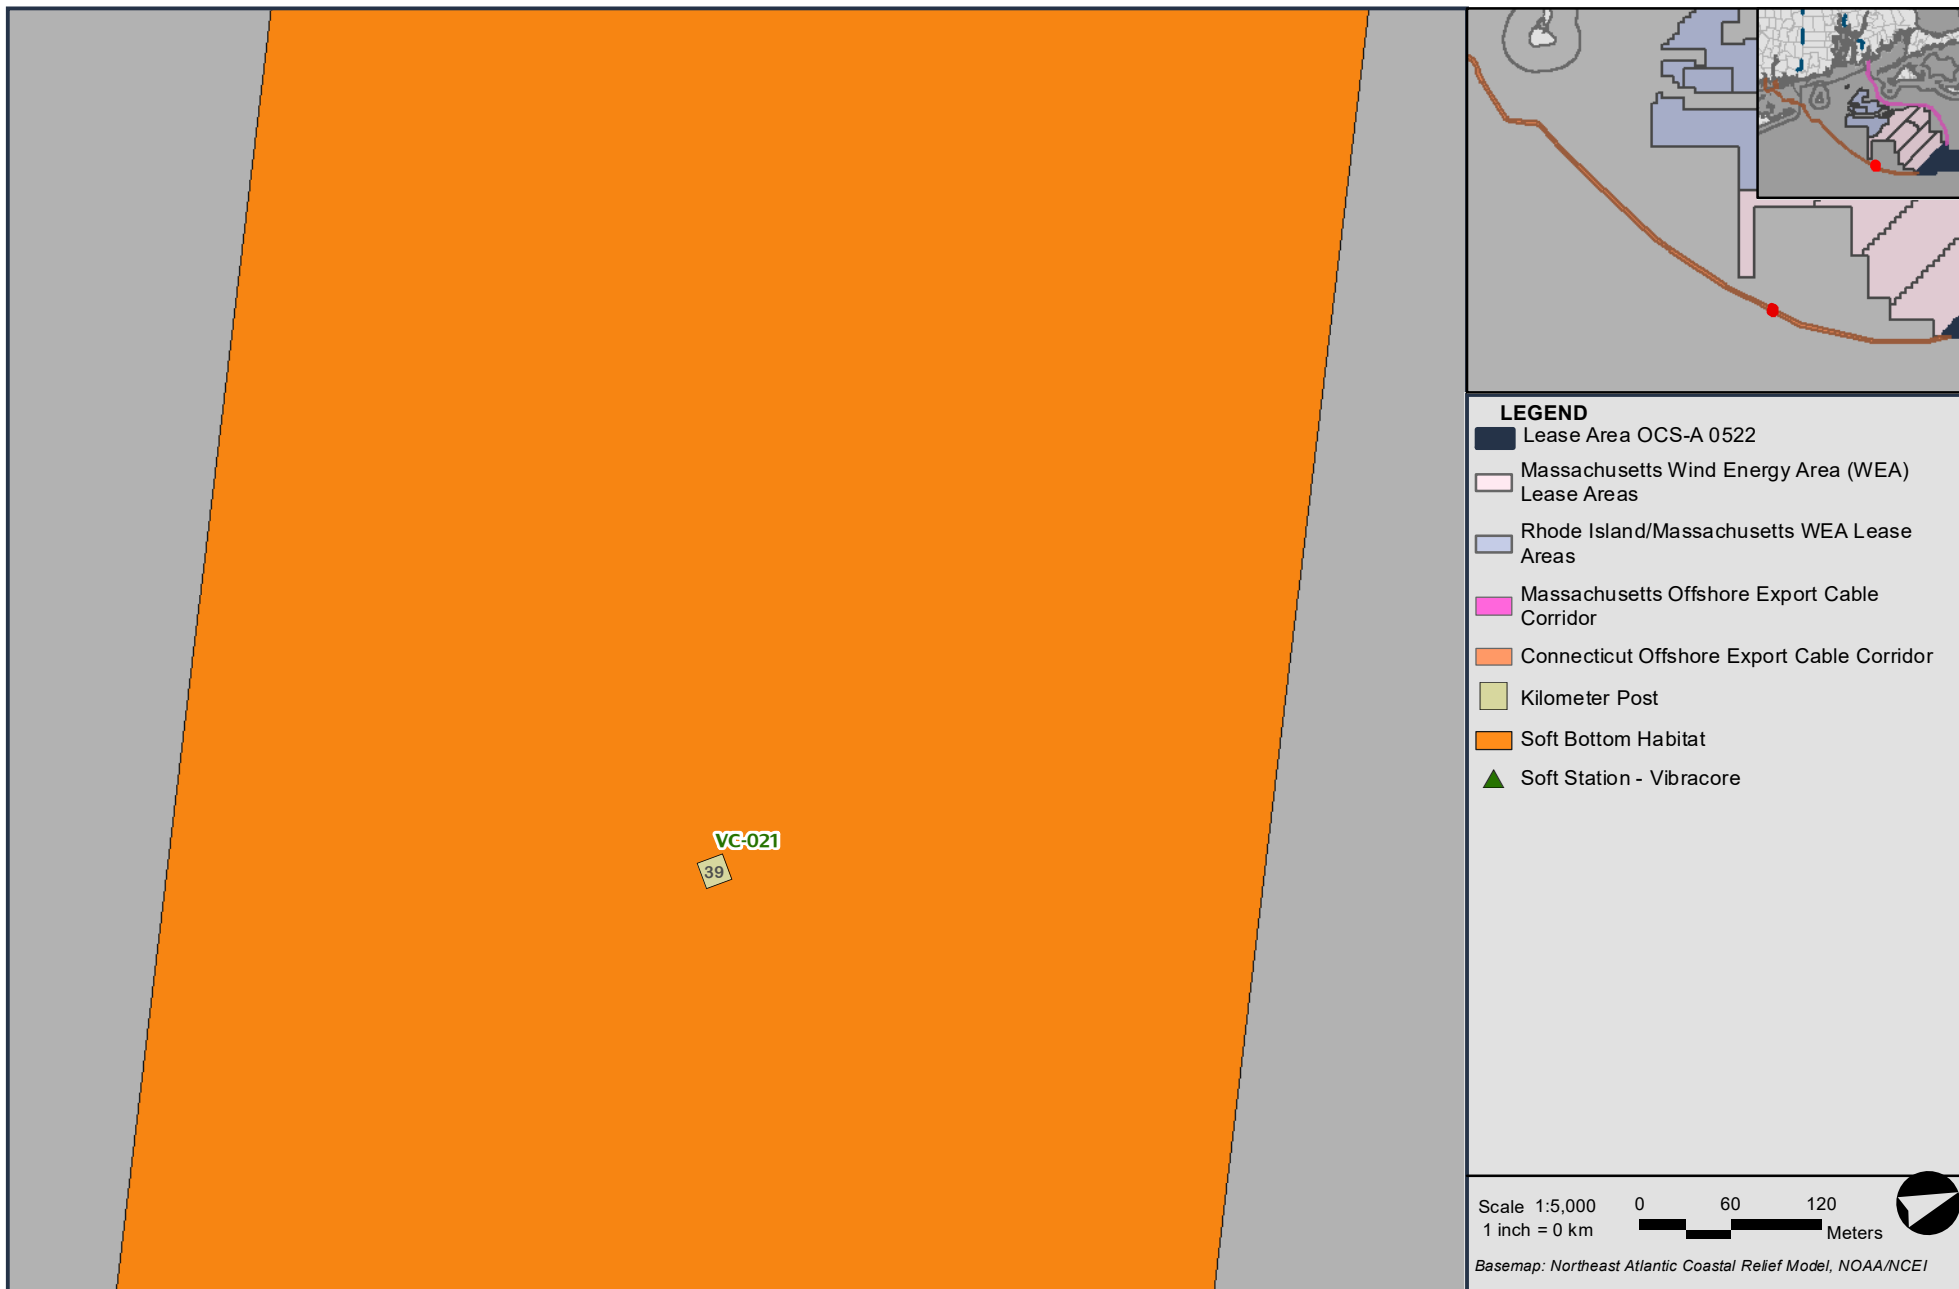 VC-021
39
LEGEND
Lease Area OCS-A 0522
Massachusetts Wind Energy Area (WEA)
Lease Areas
Rhode Island/Massachusetts WEA Lease
Areas
Massachusetts Offshore Export Cable
Corridor
Connecticut Offshore Export Cable Corridor
Kilometer Post
Soft Bottom Habitat
Soft Station - Vibracore
Scale 1:5,000
1 inch = 0 km
0 60 120
Meters
Basemap: Northeast Atlantic Coastal Relief Model, NOAA/NCEI